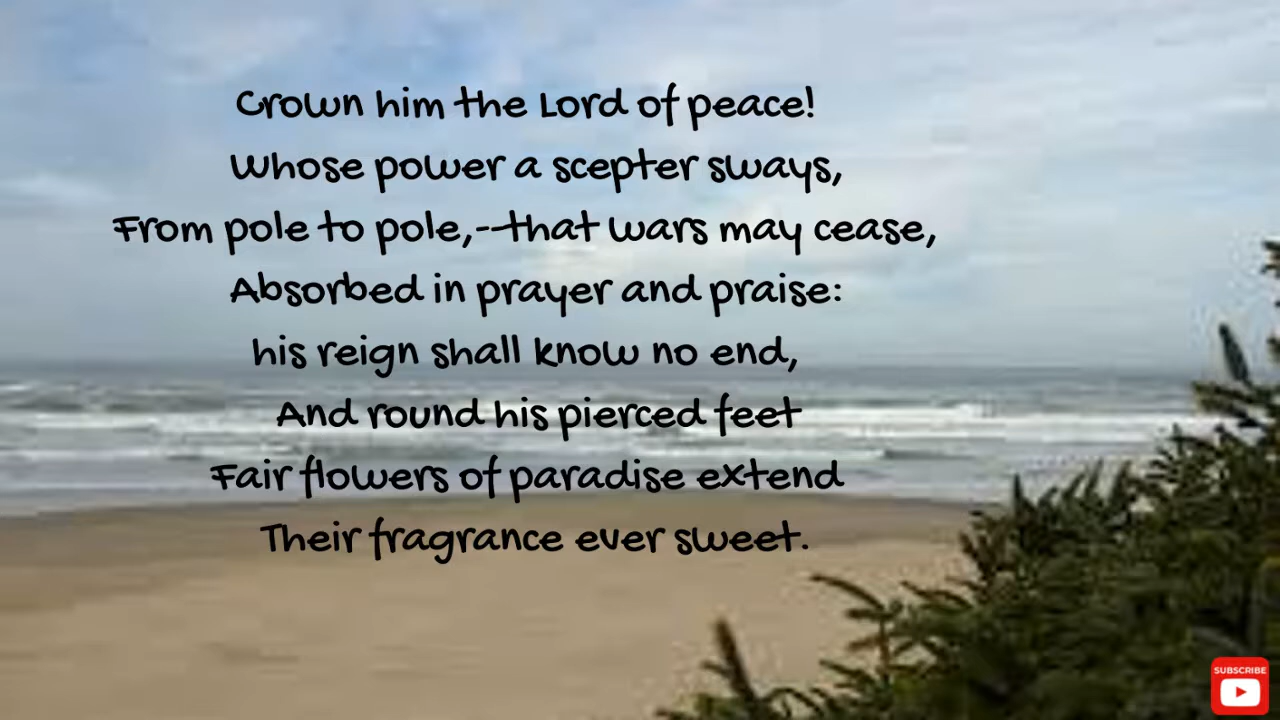 Crown him the Lord of peace!
Whose power a scepter sways,
From pole to pole,--that wars may cease,
Absorbed in prayer and praise:
his reign shall know no end,
And round his pierced feet
Fair flowers of paradise extend
Their fragrance ever sweet.
SUBSCRIBE